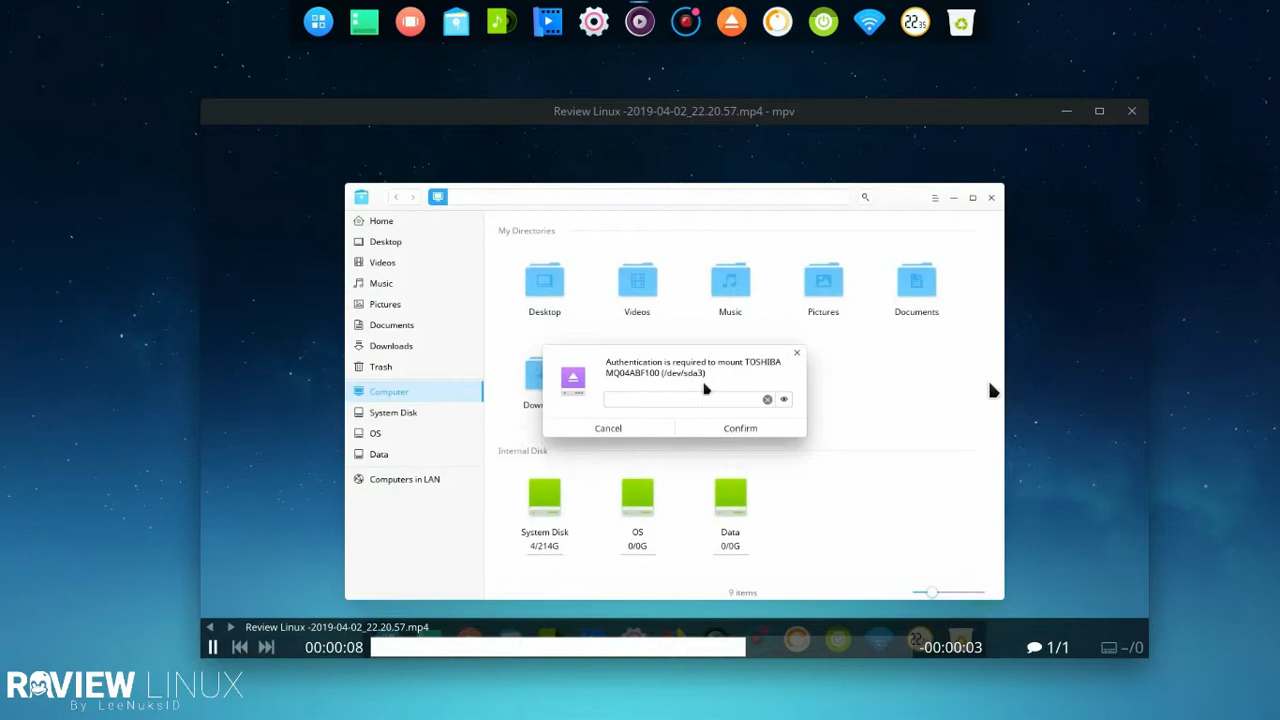 22 35
Review Linux -2019-04-02_22.20.57.mp4 - mpv
Home
Desktop
Videos
Music
Pictures
Documents
Downloads
Trash
Computer
System Disk
OS
Data
Computers in LAN
My Directories
Desktop
Videos
Music
Pictures
Documents
Authentication is required to mount TOSHIBA
MQ04ABF100 (/dev/sda3)
Cancel
Confirm
Internal Disk
System Disk
4/214G
OS
0/0G
Data
0/0G
9 items
Review Linux -2019-04-02_22.20.57.mp4
00:00:08
-00:00:03
1/1
–/0
REVIEW LINUX
By LeeNuksID